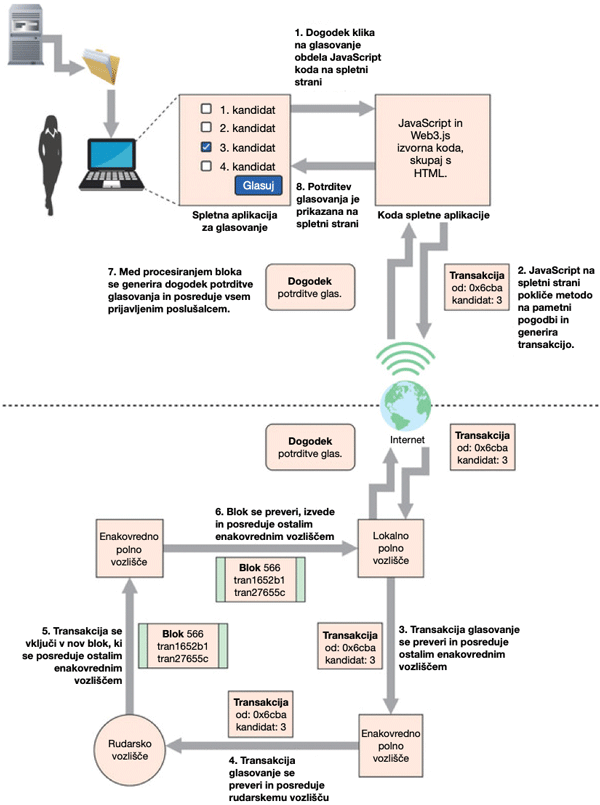 1. Dogodek klika
na glasovanje
obdela JavaScript
koda na spletni
strani
1. kandidat
2. kandidat
3. kandidat
4. kandidat
Glasuj
JavaScript in
Web3.js
izvorna koda,
skupaj s
HTML.
8. Potrditev
glasovanja je
prikazana na
spletni strani
Spletna aplikacija
za glasovanje
Koda spletne aplikacije
7. Med procesiranjem bloka
se generira dogodek potrditve
glasovanja in posreduje vsem
prijavljenim poslušalcem.
Dogodek
potrditve glas.
Transakcija
od: 0x6cba
kandidat: 3
2. JavaScript na
spletni strani
pokliče metodo
na pametni
pogodbi in
generira
transakcijo.
Internet
Dogodek
potrditve glas.
Transakcija
od: 0x6cba
kandidat: 3
6. Blok se preveri, izvede
in posreduje ostalim
enakovrednim vozliščem
Enakovredno
polno
vozlišče
Lokalno
polno
vozlišče
Blok 566
tran1652b1
tran27655c
5. Transakcija se
vključi v nov blok, ki
se posreduje ostalim
enakovrednim
vozliščem
Blok 566
tran1652b1
tran27655c
Transakcija
od: 0x6cba
kandidat: 3
3. Transakcija glasovanje
se preveri in posreduje
ostalim enakovrednim
vozliščem
Transakcija
od: 0x6cba
kandidat: 3
Rudarsko
vozlišče
Enakovredno
polno
vozlišče
4. Transakcija
glasovanje se
preveri in posreduje
rudarskemu vozlišču